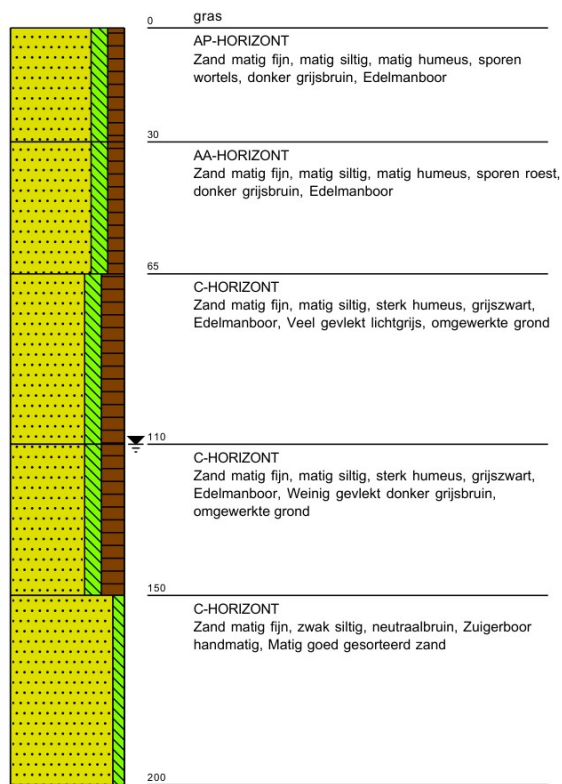 0 gras
AP-HORIZONT
Zand matig fijn, matig siltig, matig humeus, sporen
wortels, donker grijsbruin, Edelmanboor
30
AA-HORIZONT
Zand matig fijn, matig siltig, matig humeus, sporen roest,
donker grijsbruin, Edelmanboor
65
C-HORIZONT
Zand matig fijn, matig siltig, sterk humeus, grijszwart,
Edelmanboor, Veel gevlekt lichtgrijs, omgewerkte grond
110
C-HORIZONT
Zand matig fijn, matig siltig, sterk humeus, grijszwart,
Edelmanboor, Weinig gevlekt donker grijsbruin,
omgewerkte grond
150
C-HORIZONT
Zand matig fijn, zwak siltig, neutraalbruin, Zuigerboor
handmatig, Matig goed gesorteerd zand
200